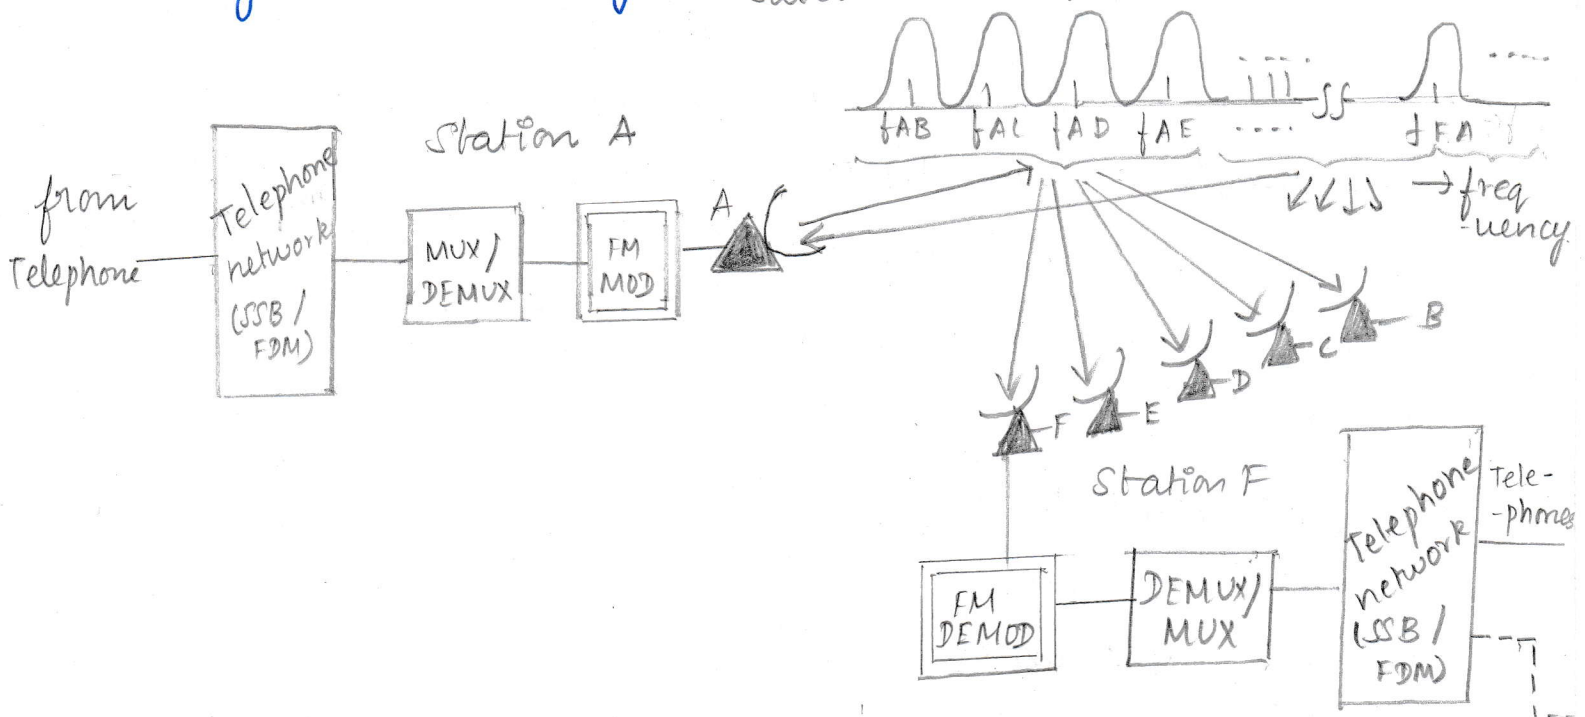 fAB fAC fAD fAE .... fFA
Station A
from
Telephone
Telephone
network
(SSB /
FDM)
MUX/
DEMUX
FM
MOD
A
→ freq
-uency
B
C
D
E
F
Station F
FM
DEMOD
DEMUX/
MUX
Telephone
network
(SSB /
FDM)
Tele-
-phones